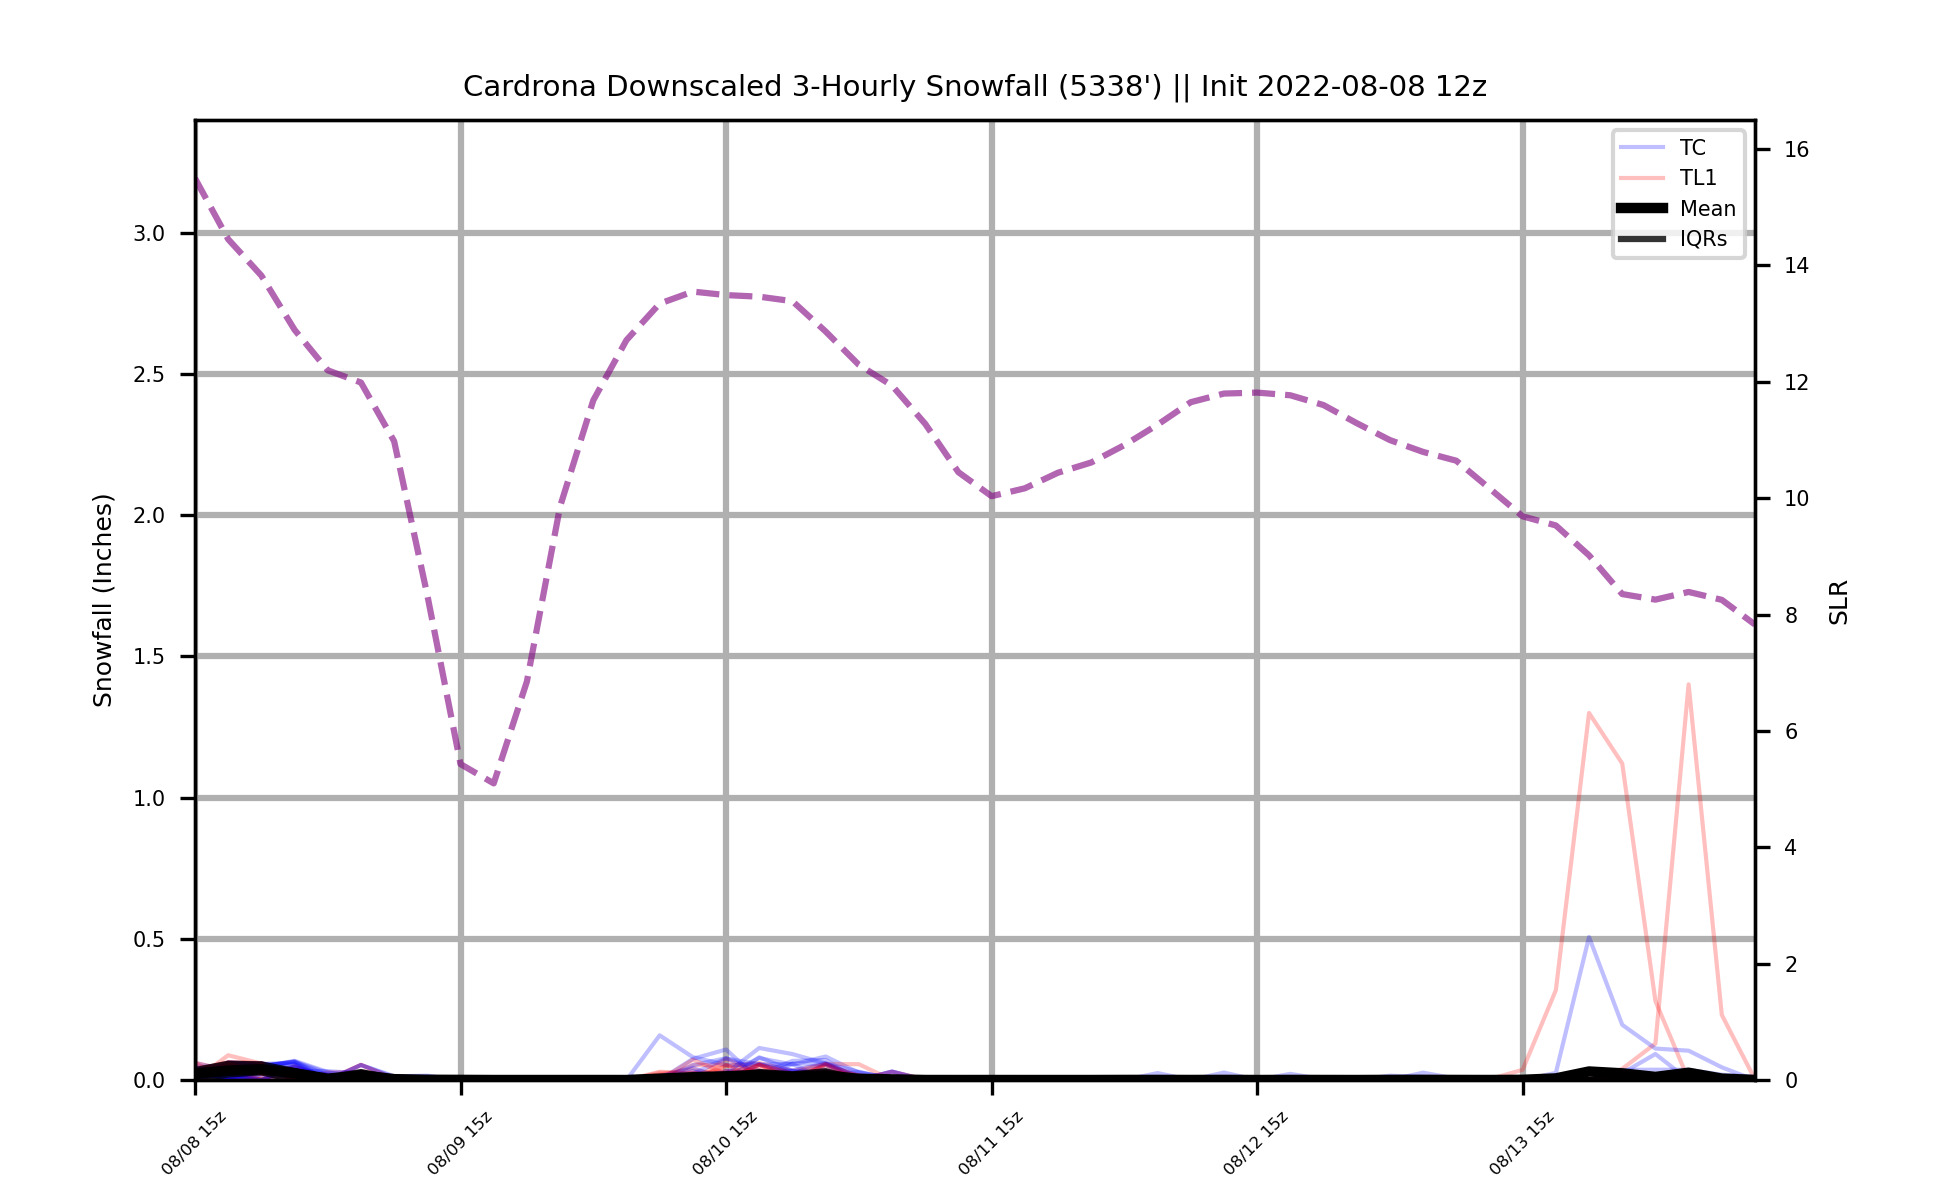 Cardrona Downscaled 3-Hourly Snowfall (5338') || Init 2022-08-08 12z
TC
TL1
Mean
IQRs
Snowfall (Inches)
3.0
2.5
2.0
1.5
1.0
0.5
0.0
16
14
12
10
8
6
4
2
0
SLR
08/08 15z
08/09 15z
08/10 15z
08/11 15z
08/12 15z
08/13 15z